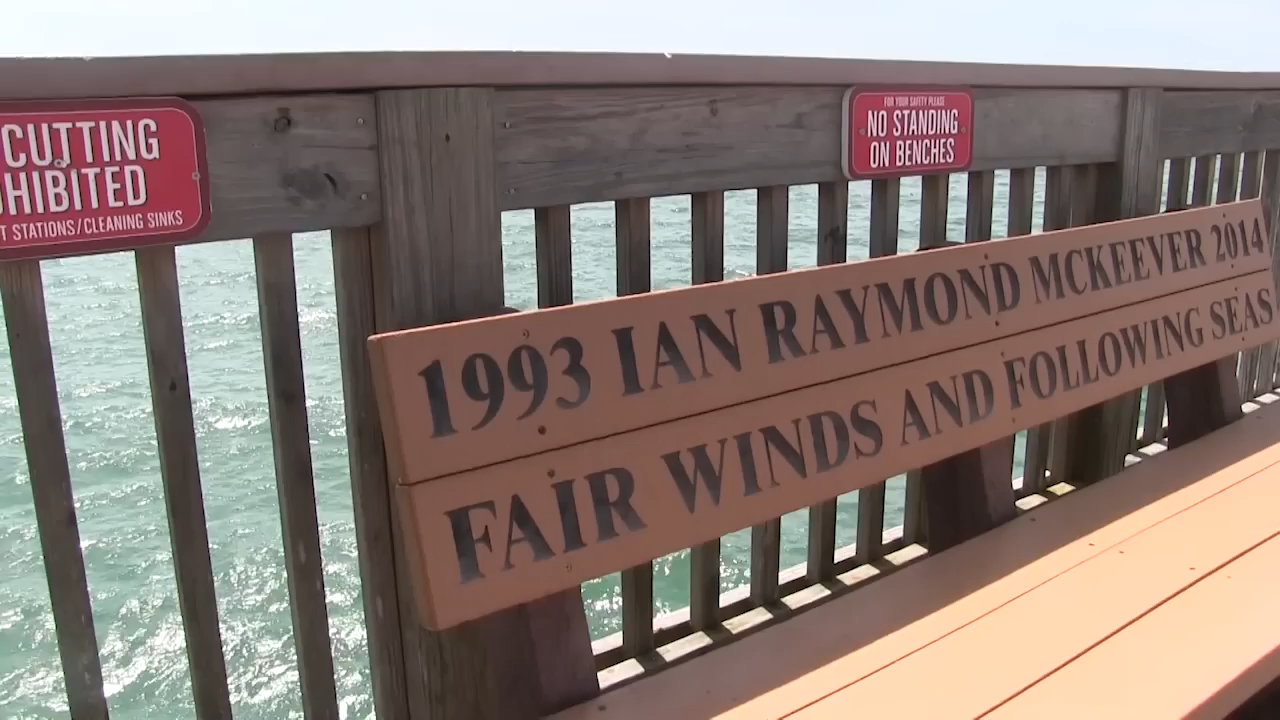 CUTTING
OHIBITED
T STATIONS/CLEANING SINKS
FOR YOUR SAFETY PLEASE
NO STANDING
ON BENCHES
1993 IAN RAYMOND MCKEEVER 2014
FAIR WINDS AND FOLLOWING SEAS